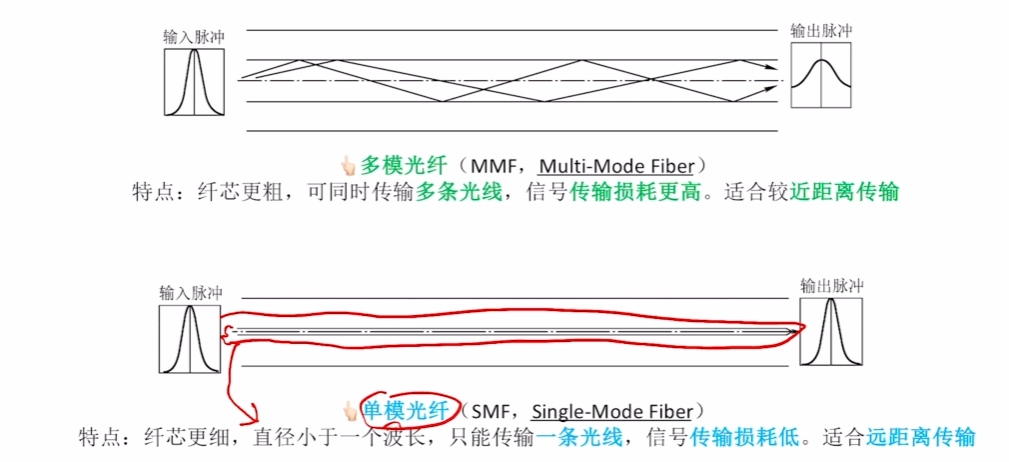 输入脉冲
输出脉冲
多模光纤（MMF，Multi-Mode Fiber）
特点：纤芯更粗，可同时传输多条光线，信号传输损耗更高。适合较近距离传输
输入脉冲
输出脉冲
单模光纤（SMF，Single-Mode Fiber）
特点：纤芯更细，直径小于一个波长，只能传输一条光线，信号传输损耗低。适合远距离传输